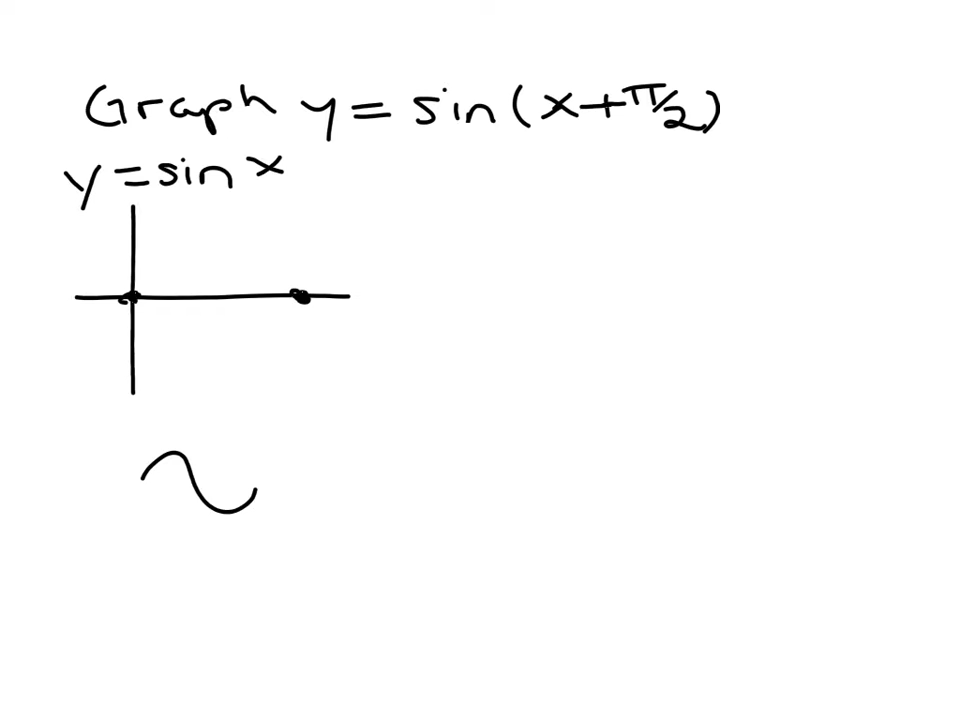 Graph y = sin(x+π/2)
y = sin x